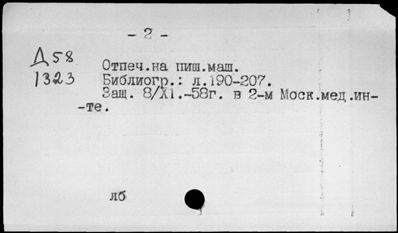 - 2 -
Д58
1323
Отпеч.на пиш.маш.
Библиогр.: л.190-207.
Защ. 8/XI.-58г. в 2-м Моск.мед.ин-
-те.
лб